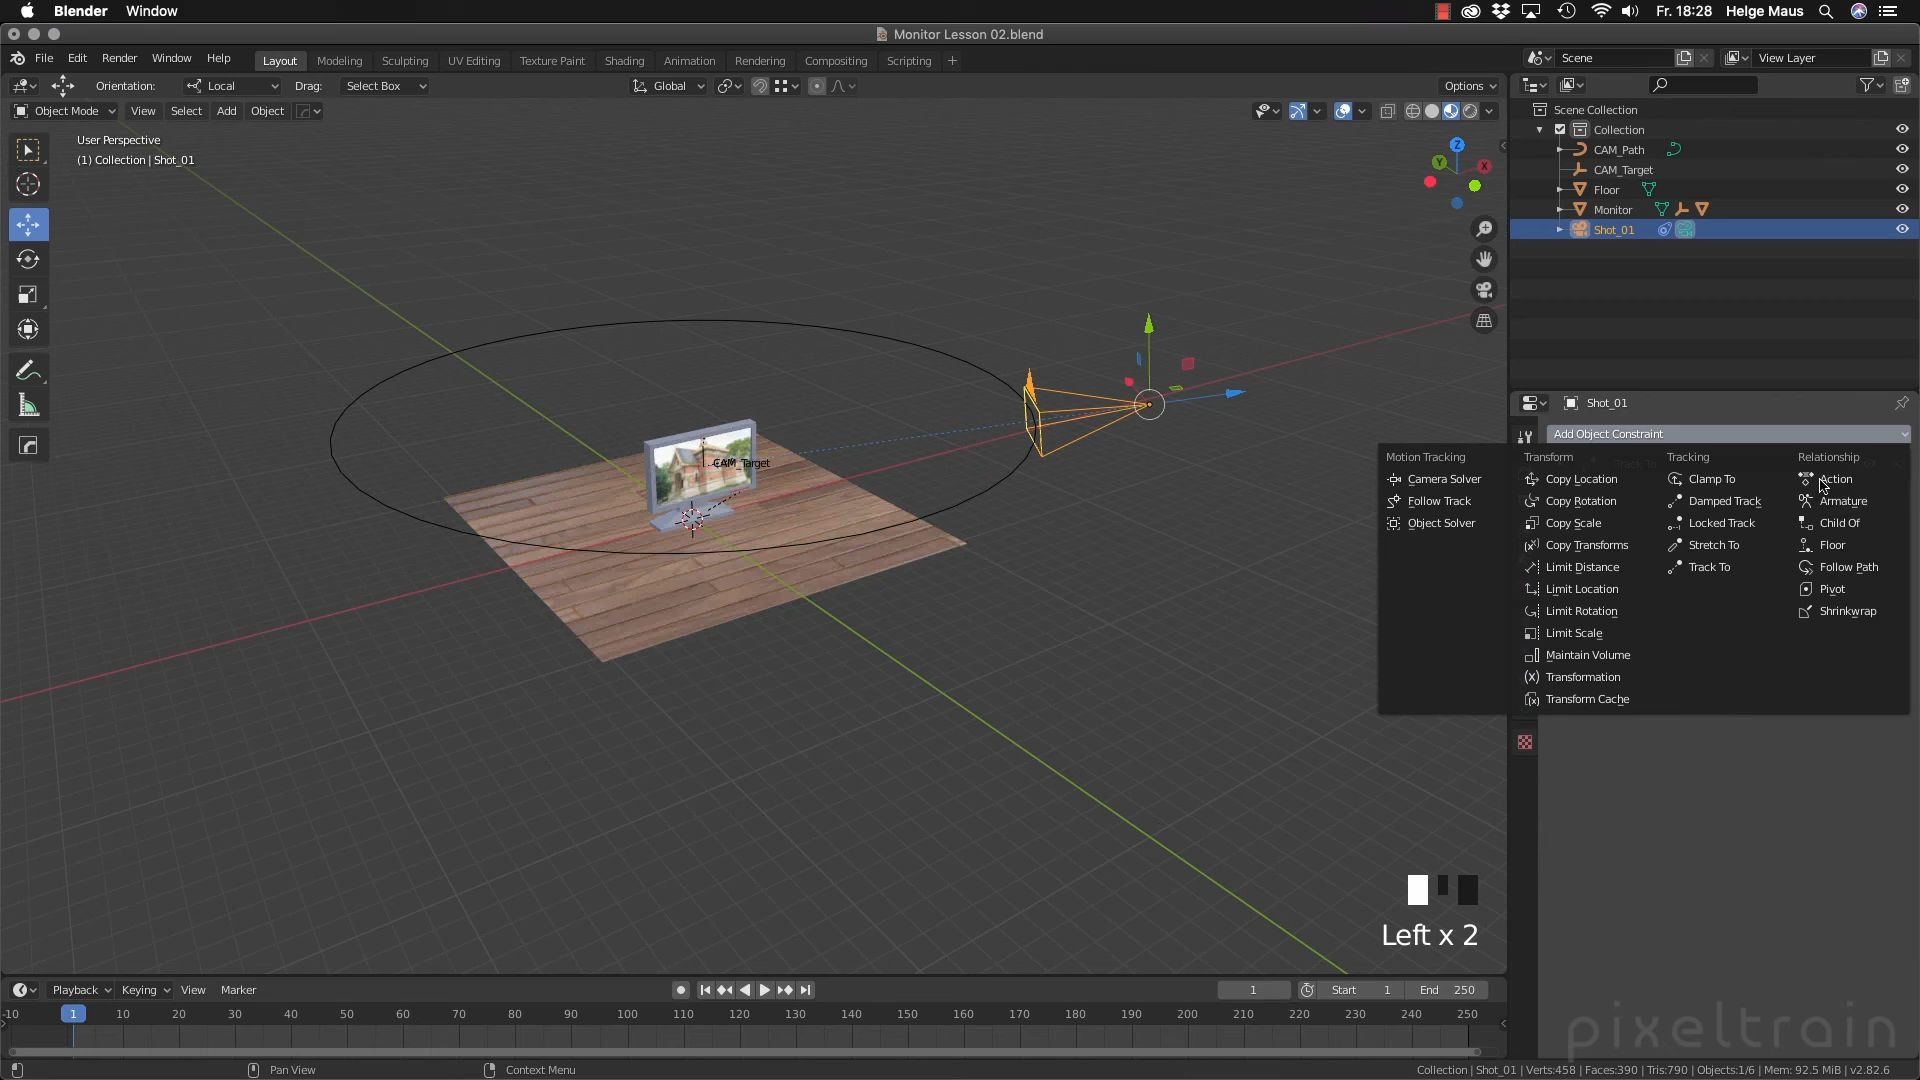 Blender Window Fr. 18:28 Helge Maus
Monitor Lesson 02.blend
File Edit Render Window Help Layout Modeling Sculpting UV Editing Texture Paint Shading Animation Rendering Compositing Scripting + Scene View Layer
Orientation: Local Drag: Select Box Global Options
Object Mode View Select Add Object
User Perspective
(1) Collection | Shot_01
Z
Y X
Scene Collection
Collection
CAM_Path
CAM_Target
Floor
Monitor
Shot_01
Shot_01
Add Object Constraint
Motion Tracking Transform Tracking Relationship
Camera Solver Copy Location Clamp To Action
Follow Track Copy Rotation Damped Track Armature
Object Solver Copy Scale Locked Track Child Of
Copy Transforms Stretch To Floor
Limit Distance Track To Follow Path
Limit Location Pivot
Limit Rotation Shrinkwrap
Limit Scale
Maintain Volume
Transformation
Transform Cache
CAM_Target
Left x 2
Playback Keying View Marker 1 Start 1 End 250
-10 1 10 20 30 40 50 60 70 80 90 100 110 120 130 140 150 160 170 180 190 200 210 220 230 240 250
pixeltrain
Pan View Context Menu Collection | Shot_01 | Verts:458 | Faces:390 | Tris:790 | Objects:1/6 | Mem: 92.5 MiB | v2.82.6